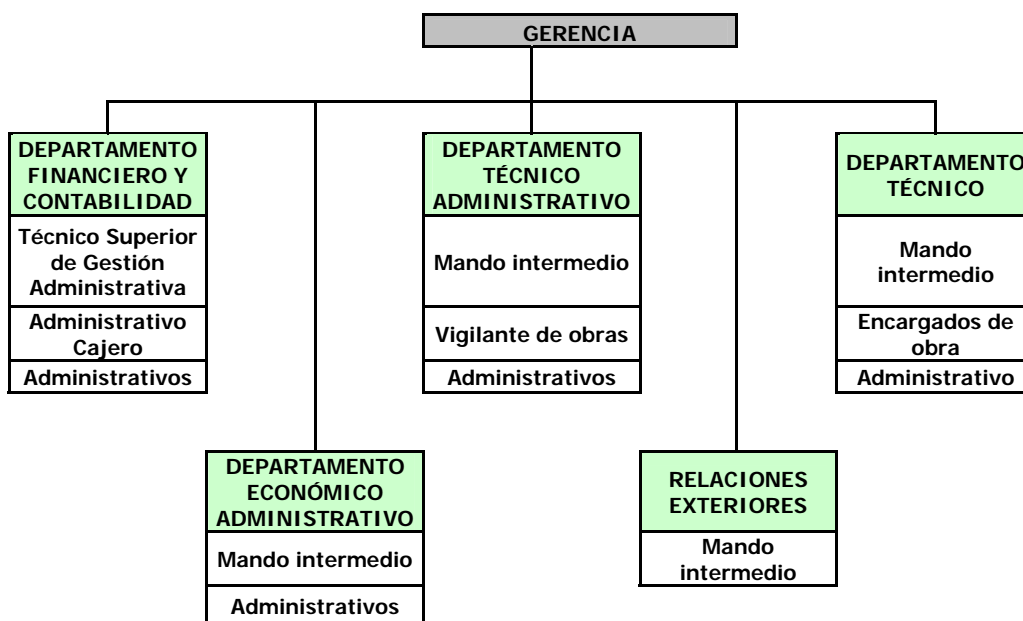 GERENCIA
DEPARTAMENTO
FINANCIERO Y
CONTABILIDAD
Técnico Superior
de Gestión
Administrativa
Administrativo
Cajero
Administrativos
DEPARTAMENTO
TÉCNICO
ADMINISTRATIVO
Mando intermedio
Vigilante de obras
Administrativos
DEPARTAMENTO
TÉCNICO
Mando
intermedio
Encargados de
obra
Administrativo
DEPARTAMENTO
ECONÓMICO
ADMINISTRATIVO
Mando intermedio
Administrativos
RELACIONES
EXTERIORES
Mando
intermedio